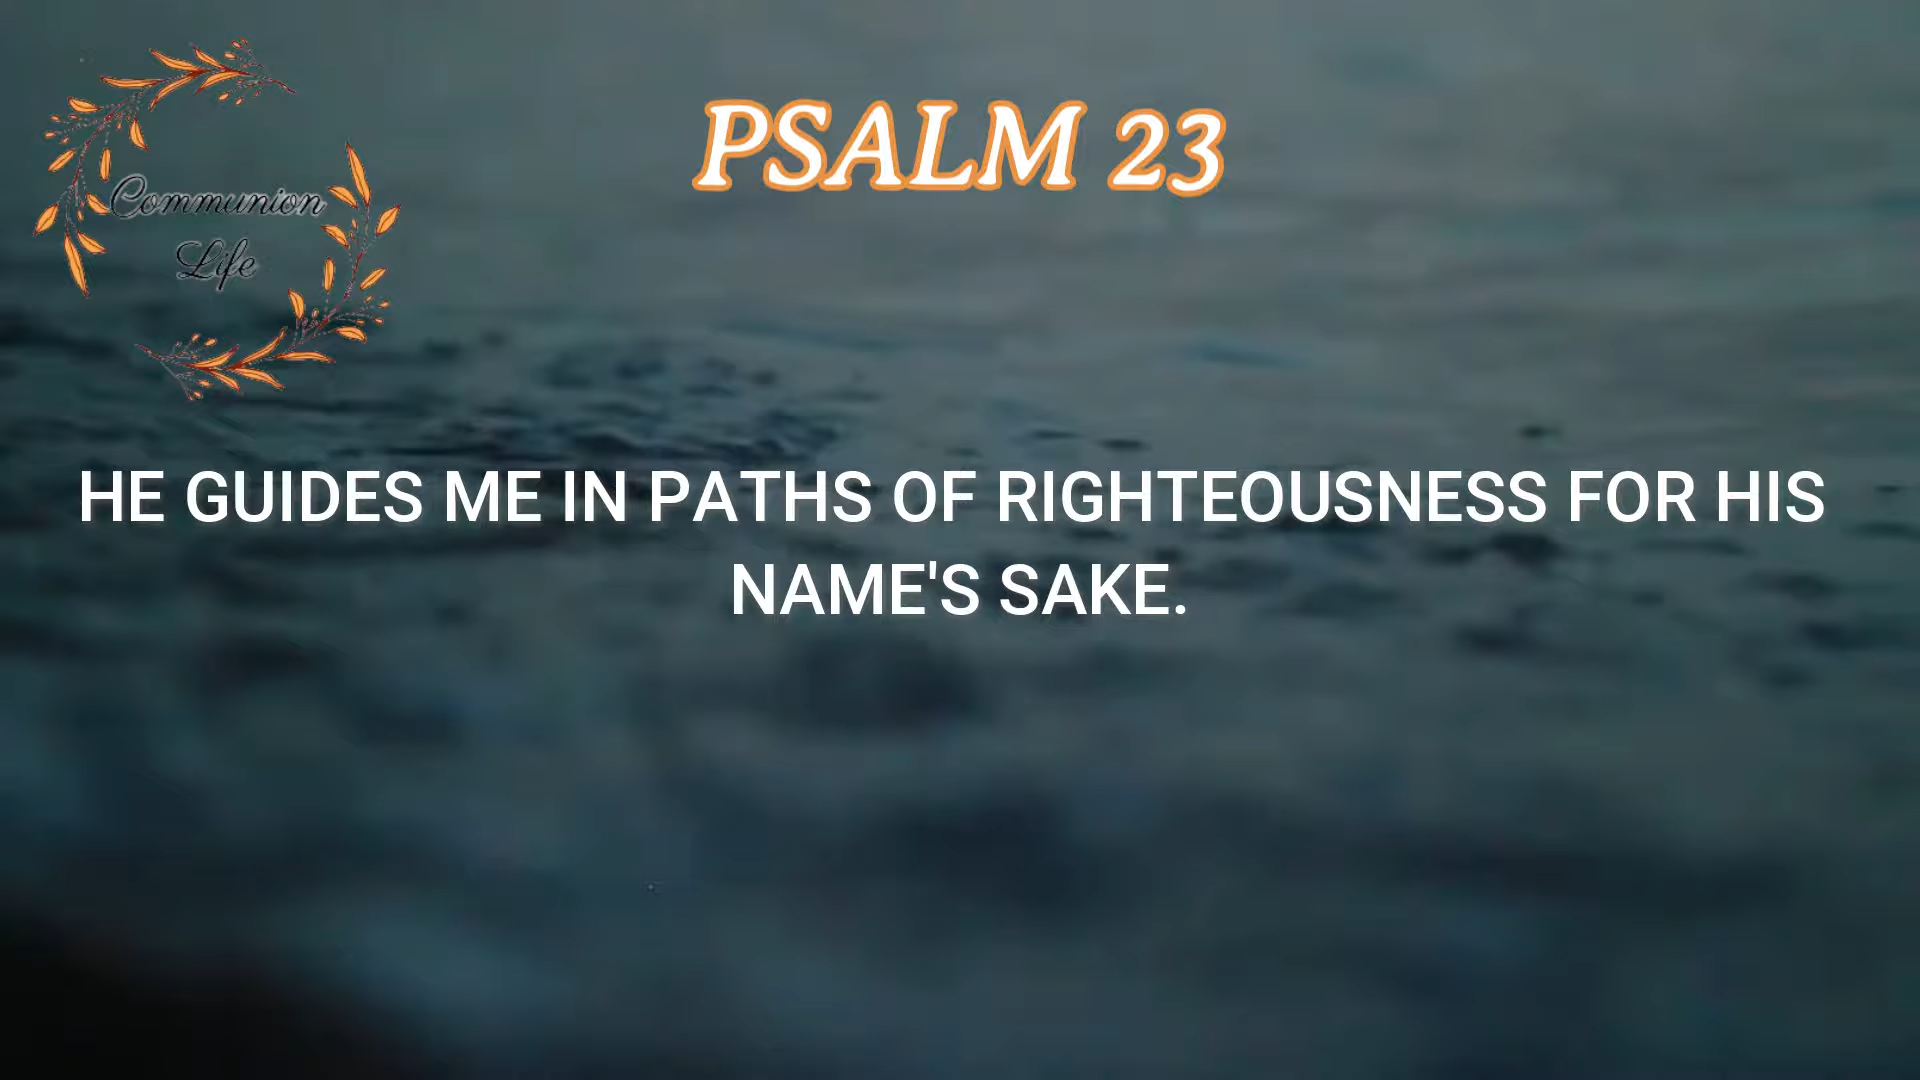 Communion
Life
PSALM 23
HE GUIDES ME IN PATHS OF RIGHTEOUSNESS FOR HIS
NAME'S SAKE.